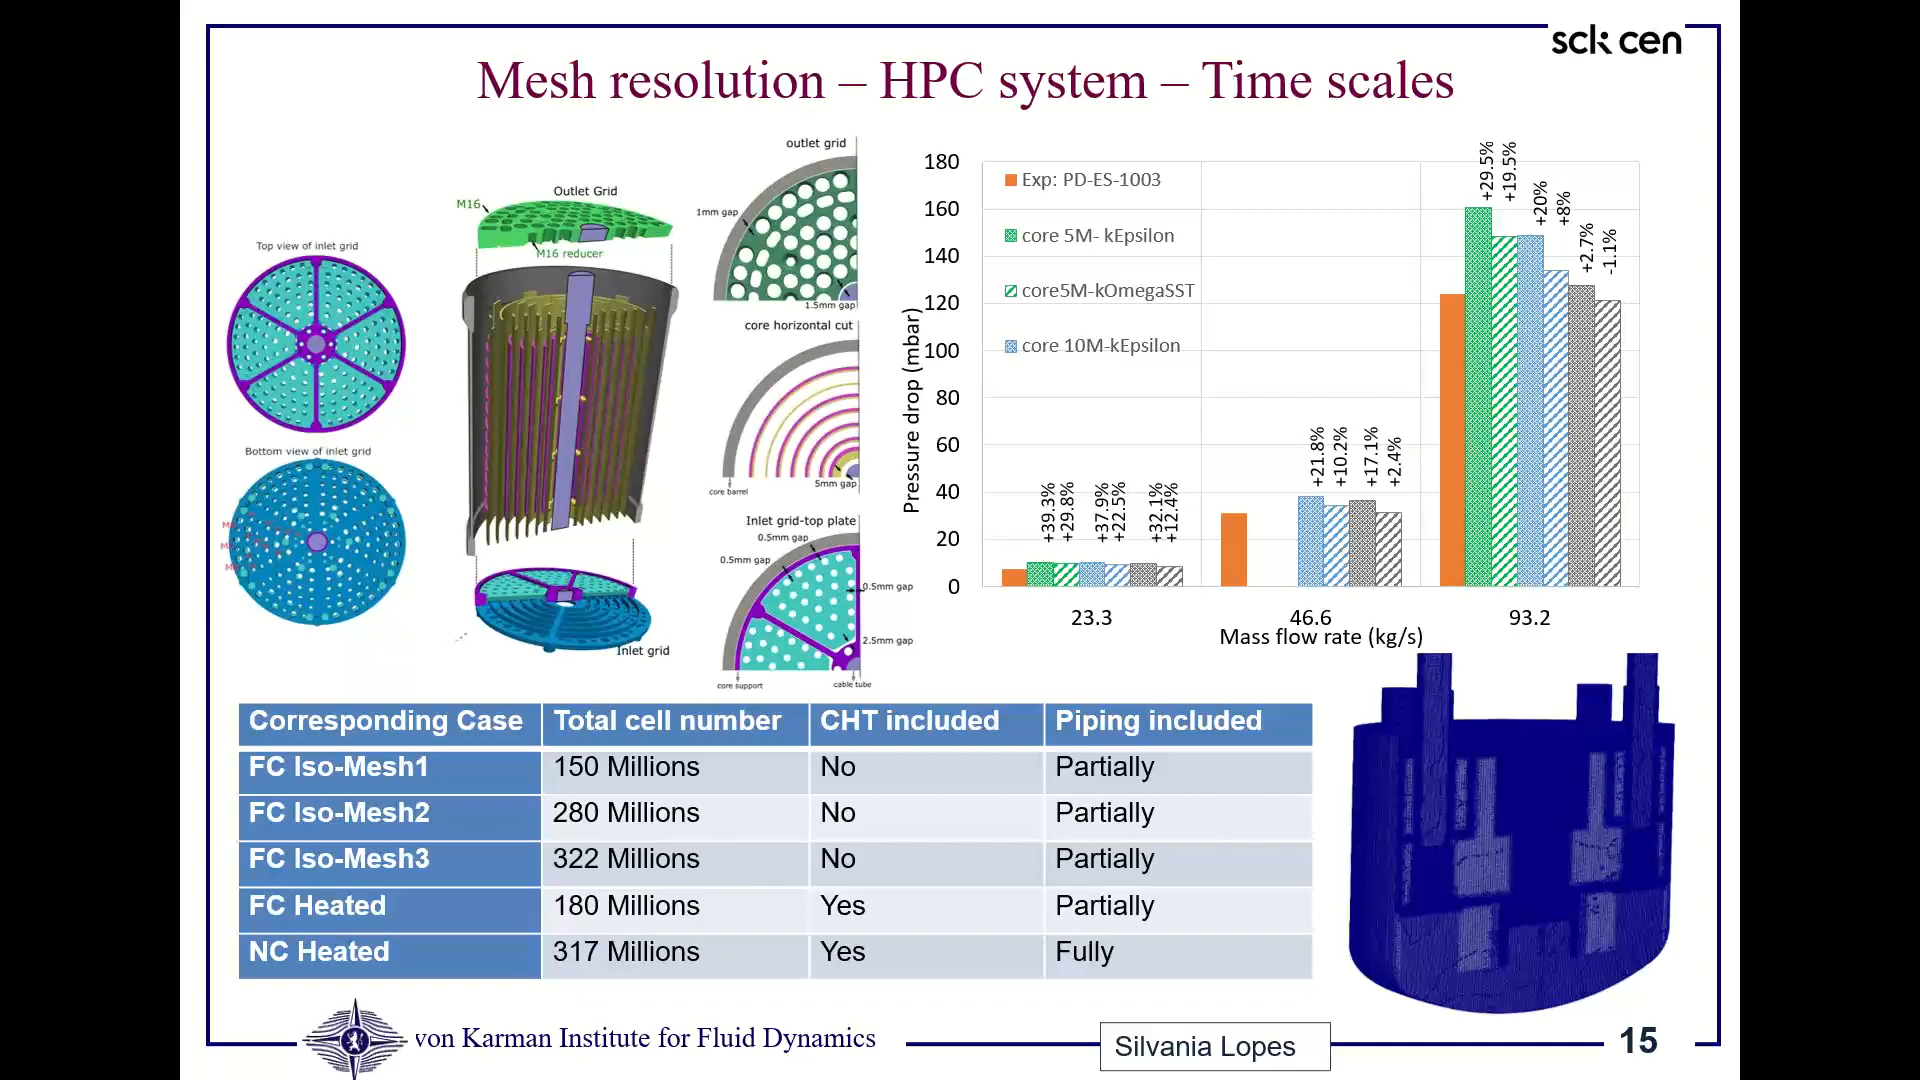 sck cen
Mesh resolution – HPC system – Time scales
Top view of inlet grid
Bottom view of inlet grid
Outlet Grid
M16
M16 reducer
Inlet grid
outlet grid
1mm gap
1.5mm gap
core horizontal cut
core barrel
5mm gap
Inlet grid-top plate
0.5mm gap
0.5mm gap
0.5mm gap
2.5mm gap
core support
cable tube
Pressure drop (mbar)
180
160
140
120
100
80
60
40
20
0
Exp: PD-ES-1003
core 5M- kEpsilon
core5M-kOmegaSST
core 10M-kEpsilon
+39.3%
+29.8%
+37.9%
+22.5%
+32.1%
+12.4%
+21.8%
+10.2%
+17.1%
+2.4%
+29.5%
+19.5%
+20%
+8%
+2.7%
-1.1%
23.3
46.6
93.2
Mass flow rate (kg/s)
Corresponding Case Total cell number CHT included Piping included
FC Iso-Mesh1 150 Millions No Partially
FC Iso-Mesh2 280 Millions No Partially
FC Iso-Mesh3 322 Millions No Partially
FC Heated 180 Millions Yes Partially
NC Heated 317 Millions Yes Fully
von Karman Institute for Fluid Dynamics
Silvania Lopes
15